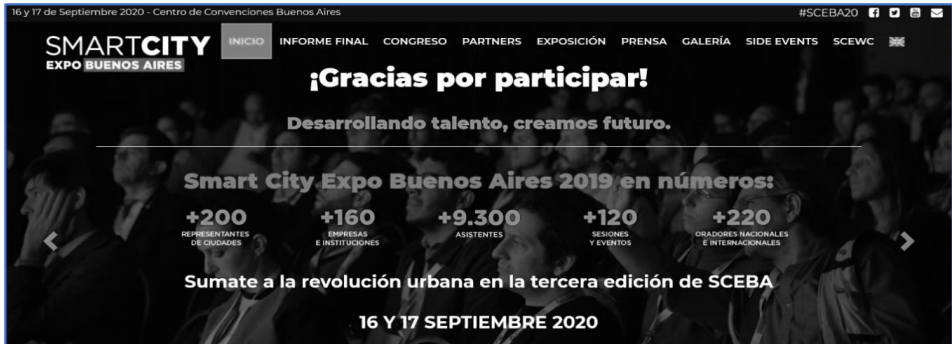 16 y 17 de Septiembre 2020 - Centro de Convenciones Buenos Aires
#SCEBA20
SMARTCITY
EXPO BUENOS AIRES
INICIO INFORME FINAL CONGRESO PARTNERS EXPOSICIÓN PRENSA GALERÍA SIDE EVENTS SCEWC
¡Gracias por participar!
Desarrollando talento, creamos futuro.
Smart City Expo Buenos Aires 2019 en números:
+200 +160 +9.300 +120 +220
REPRESENTANTES EMPRESAS ASISTENTES SESIONES ORADORES NACIONALES
DE CIUDADES E INSTITUCIONES Y EVENTOS E INTERNACIONALES
Sumate a la revolución urbana en la tercera edición de SCEBA
16 Y 17 SEPTIEMBRE 2020